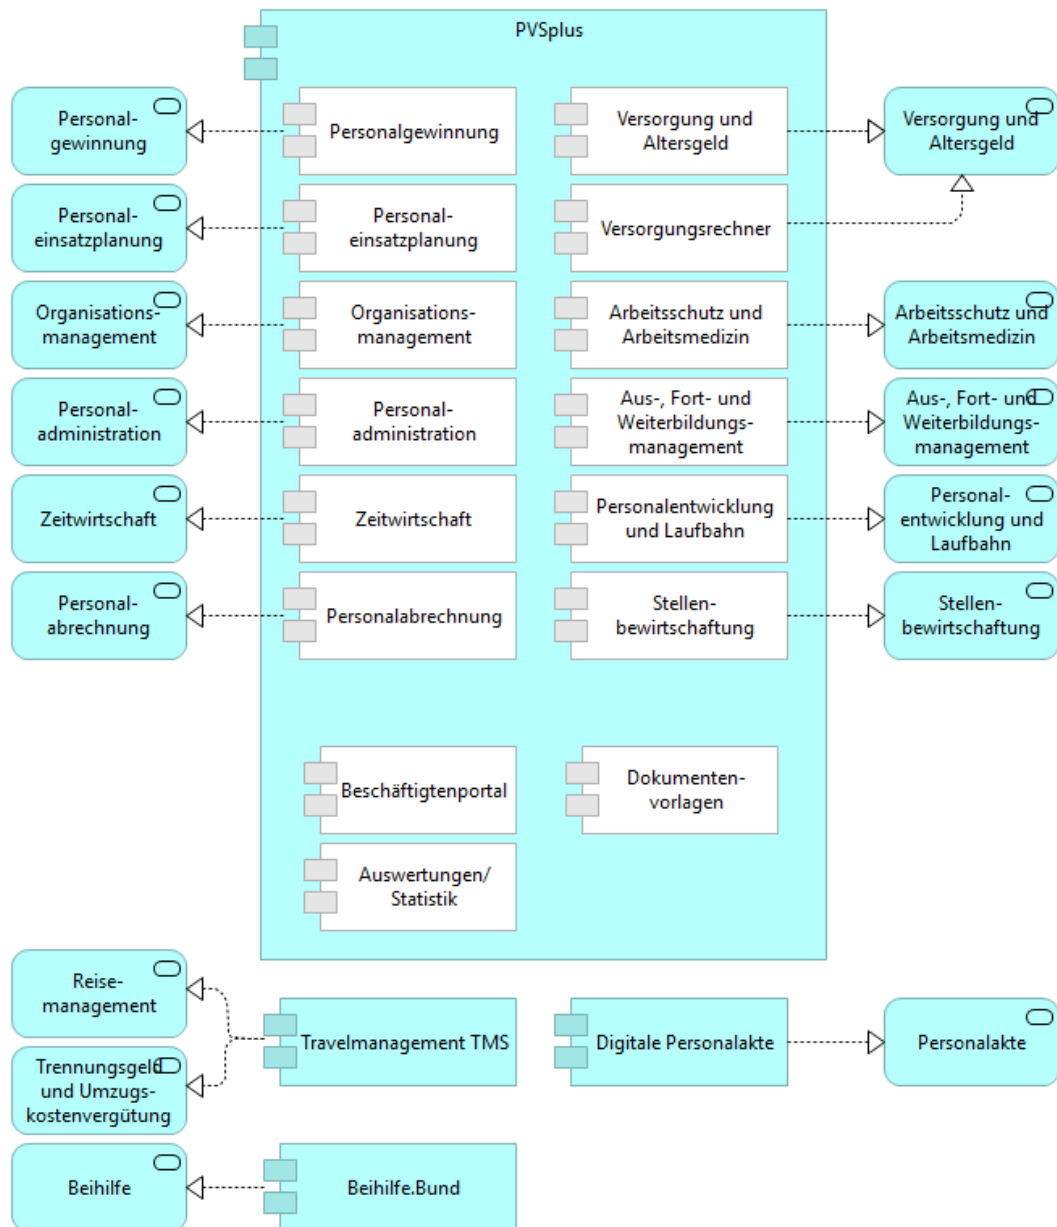 PVSplus
Personal-
gewinnung
Personalgewinnung
Versorgung und
Altersgeld
Versorgung und
Altersgeld
Personal-
einsatzplanung
Personal-
einsatzplanung
Versorgungsrechner
Organisations-
management
Organisations-
management
Arbeitsschutz und
Arbeitsmedizin
Arbeitsschutz und
Arbeitsmedizin
Personal-
administration
Personal-
administration
Aus-, Fort- und
Weiterbildungs-
management
Aus-, Fort- und
Weiterbildungs-
management
Zeitwirtschaft
Zeitwirtschaft
Personalentwicklung
und Laufbahn
Personal-
entwicklung und
Laufbahn
Personal-
abrechnung
Personalabrechnung
Stellen-
bewirtschaftung
Stellen-
bewirtschaftung
Beschäftigtenportal
Dokumenten-
vorlagen
Auswertungen/
Statistik
Reise-
management
Travelmanagement TMS
Digitale Personalakte
Personalakte
Trennungsgeld
und Umzugs-
kostenvergütung
Beihilfe
Beihilfe.Bund